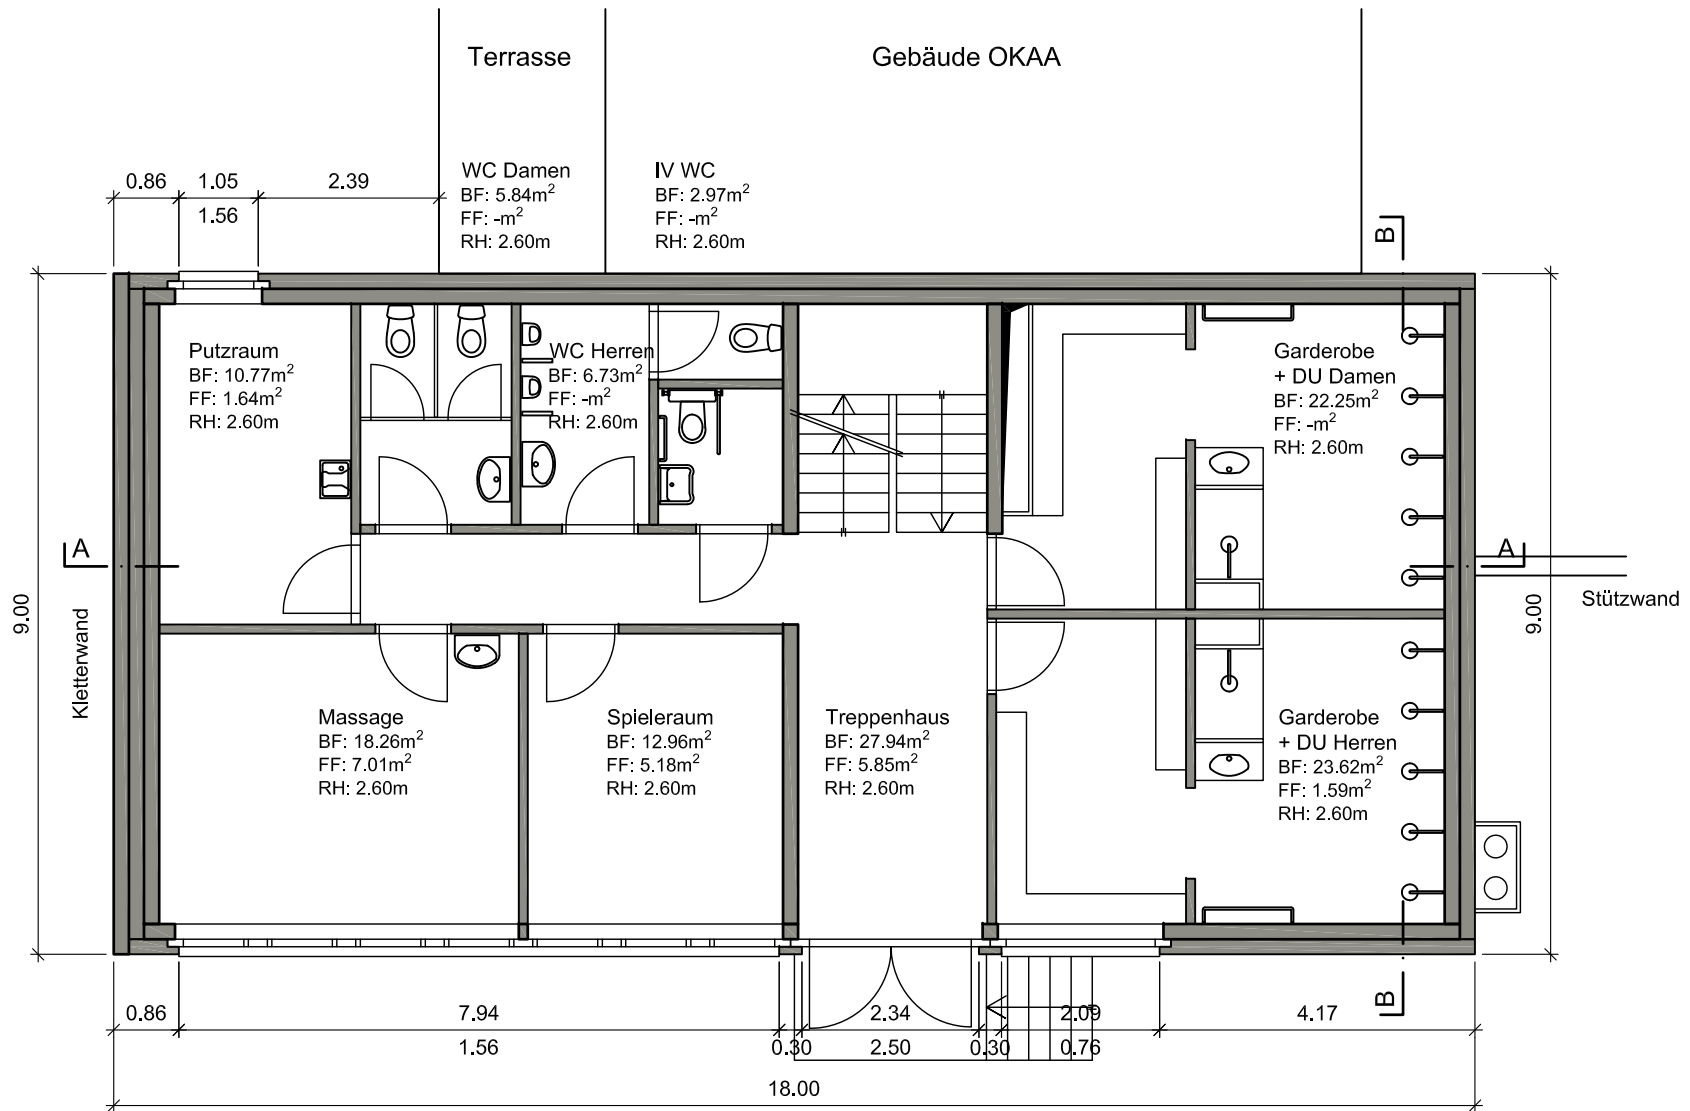 Terrasse
Gebäude OKAA
WC Damen
BF: 5.84m²
FF: -m²
RH: 2.60m
IV WC
BF: 2.97m²
FF: -m²
RH: 2.60m
0.86
1.05
2.39
1.56
B
Putzraum
BF: 10.77m²
FF: 1.64m²
RH: 2.60m
WC Herren
BF: 6.73m²
FF: -m²
RH: 2.60m
Garderobe
+ DU Damen
BF: 22.25m²
FF: -m²
RH: 2.60m
A
A
9.00
Kletterwand
9.00
Stützwand
Massage
BF: 18.26m²
FF: 7.01m²
RH: 2.60m
Spieleraum
BF: 12.96m²
FF: 5.18m²
RH: 2.60m
Treppenhaus
BF: 27.94m²
FF: 5.85m²
RH: 2.60m
Garderobe
+ DU Herren
BF: 23.62m²
FF: 1.59m²
RH: 2.60m
B
0.86
7.94
2.34
2.09
4.17
1.56
0.30
2.50
0.30
0.76
18.00